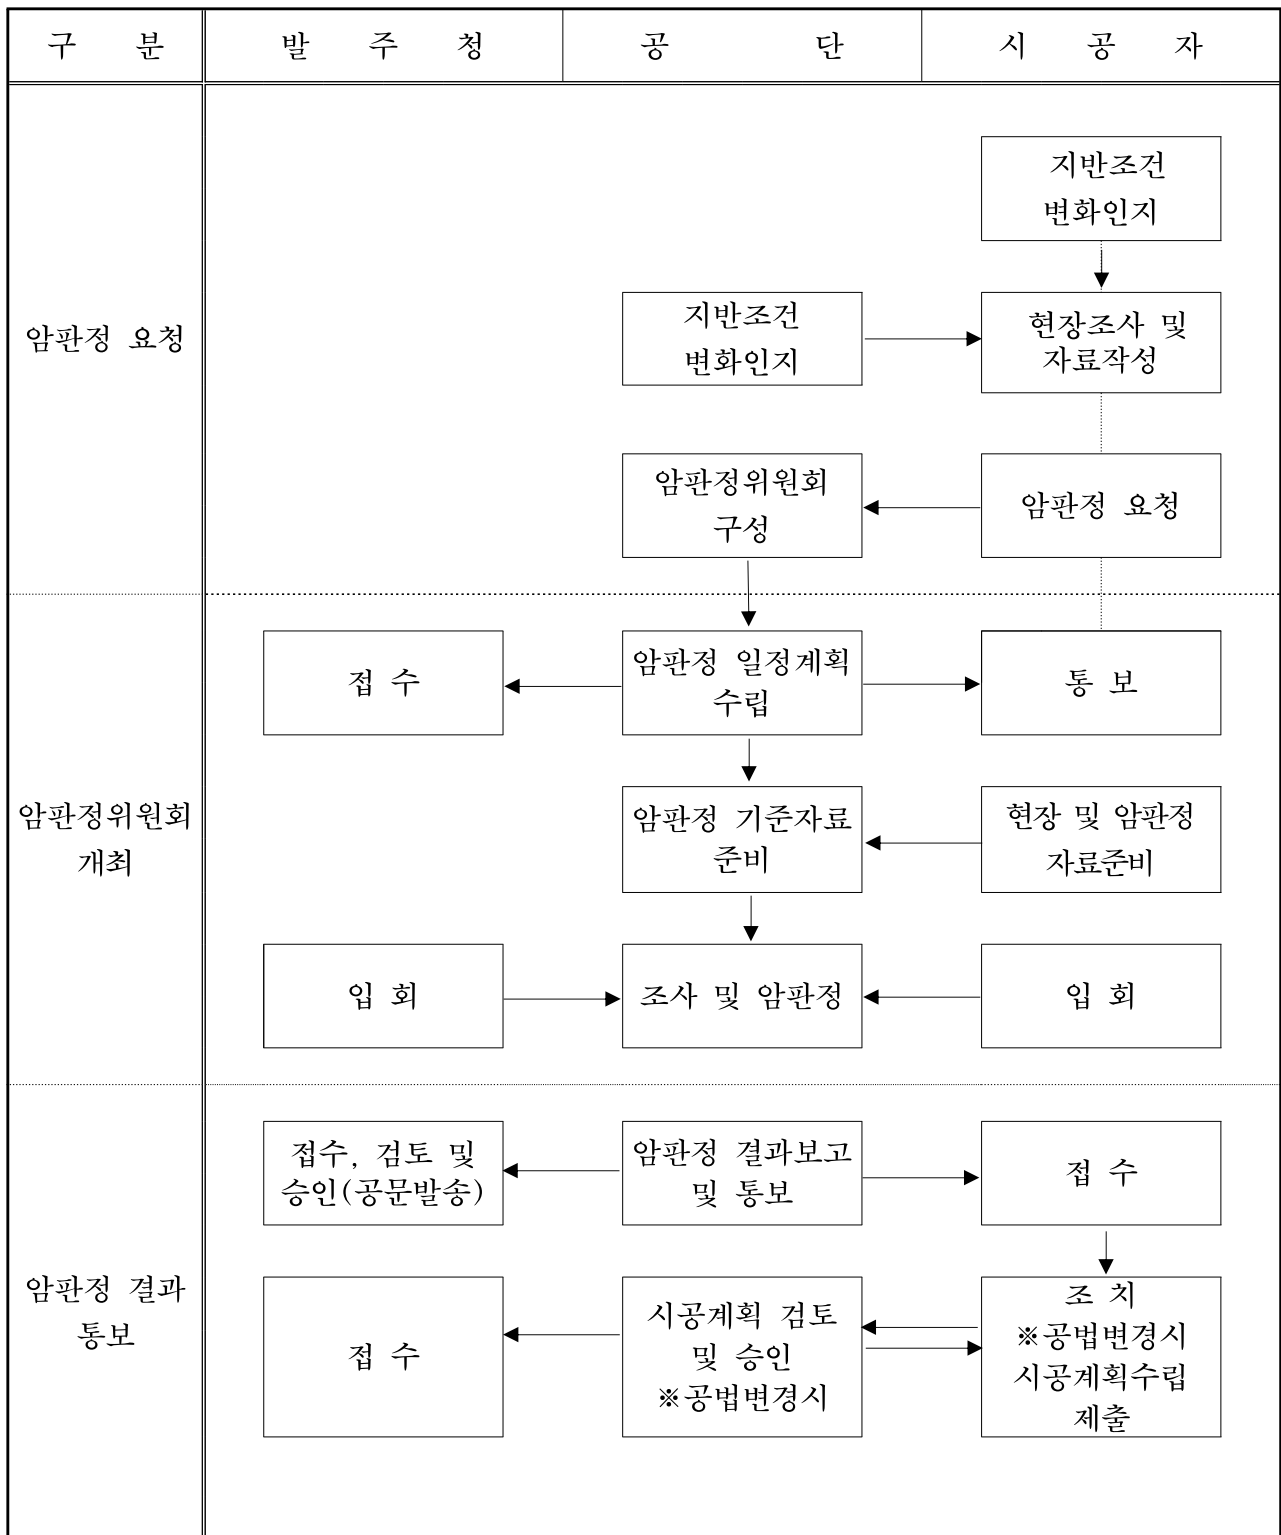 구 분
발 주 청
공 단
시 공 자
암판정 요청
지반조건
변화인지
지반조건
변화인지
현장조사 및
자료작성
암판정위원회
구성
암판정 요청
암판정위원회
개최
접 수
암판정 일정계획
수립
통 보
암판정 기준자료
준비
현장 및 암판정
자료준비
입 회
조사 및 암판정
입 회
암판정 결과
통보
접수, 검토 및
승인(공문발송)
암판정 결과보고
및 통보
접 수
접 수
시공계획 검토
및 승인
※공법변경시
조 치
※공법변경시
시공계획수립
제출